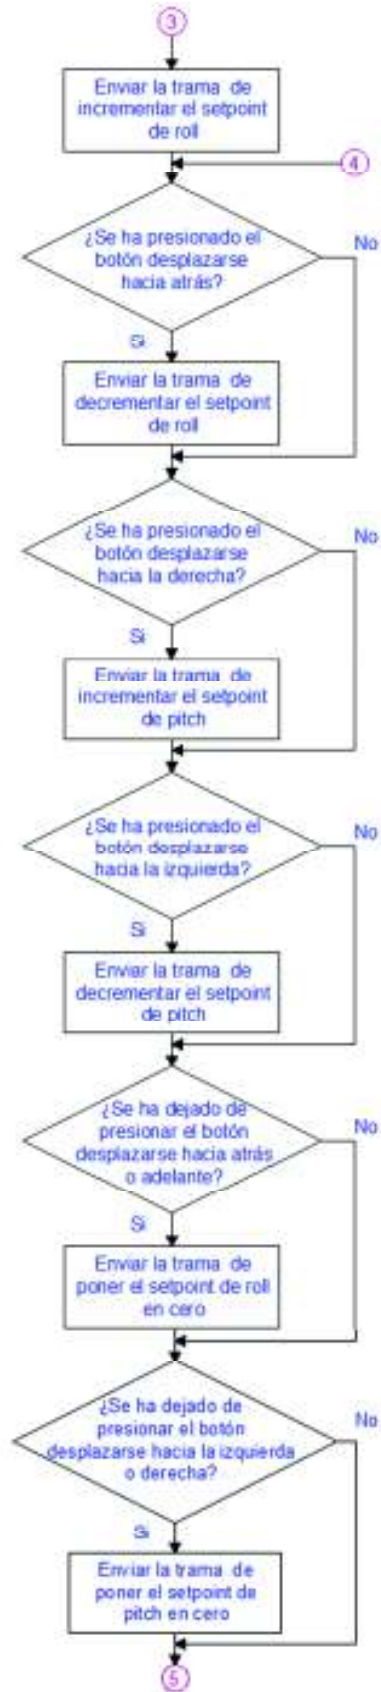 3
Enviar la trama de
incrementar el setpoint
de roll
4
¿Se ha presionado el
botón desplazarse
hacia atrás?
No
Si
Enviar la trama de
decrementar el setpoint
de roll
¿Se ha presionado el
botón desplazarse
hacia la derecha?
No
Si
Enviar la trama de
incrementar el setpoint
de pitch
¿Se ha presionado el
botón desplazarse
hacia la izquierda?
No
Si
Enviar la trama de
decrementar el setpoint
de pitch
¿Se ha dejado de
presionar el botón
desplazarse hacia atrás
o adelante?
No
Si
Enviar la trama de
poner el setpoint de roll
en cero
¿Se ha dejado de
presionar el botón
desplazarse hacia la izquierda
o derecha?
No
Si
Enviar la trama de
poner el setpoint de
pitch en cero
5